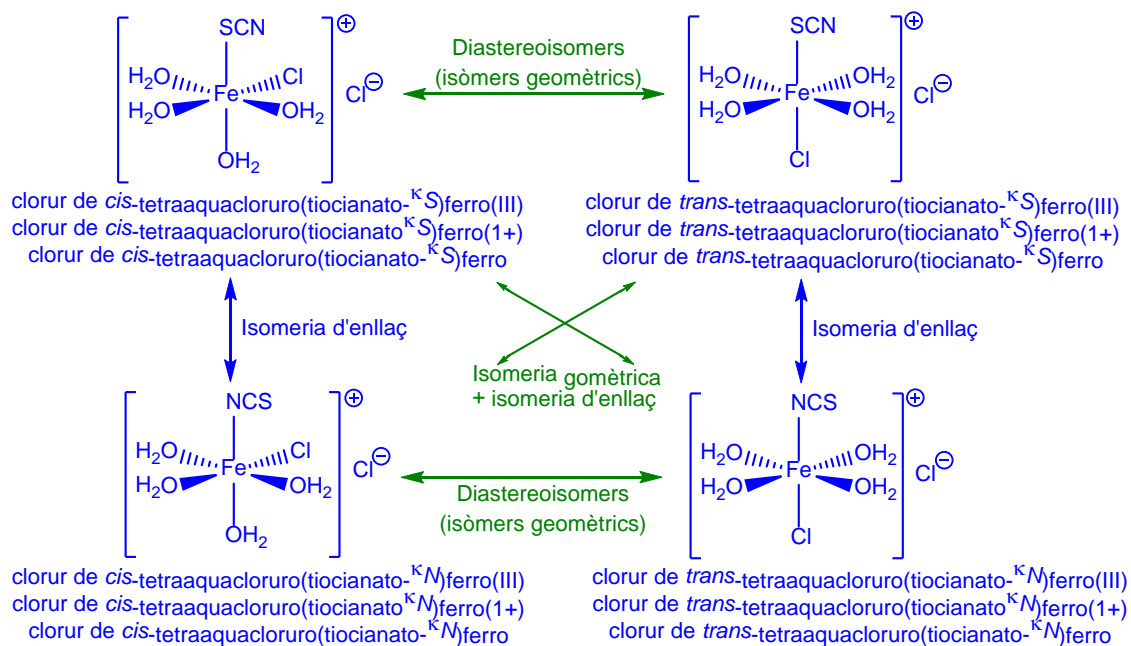 SCN
H2O
Cl
Fe
H2O
OH2
OH2
⊕
Cl⊖
Diastereoisomers
(isòmers geomètrics)
SCN
H2O
OH2
Fe
H2O
OH2
Cl
⊕
Cl⊖
clorur de cis-tetraaquacloruro(tiocianato-κS)ferro(III)
clorur de cis-tetraaquacloruro(tiocianatoκS)ferro(1+)
clorur de cis-tetraaquacloruro(tiocianato-κS)ferro
clorur de trans-tetraaquacloruro(tiocianato-κS)ferro(III)
clorur de trans-tetraaquacloruro(tiocianatoκS)ferro(1+)
clorur de trans-tetraaquacloruro(tiocianato-κS)ferro
Isomeria d'enllaç
Isomeria gomètrica
+ isomeria d'enllaç
Isomeria d'enllaç
NCS
H2O
Cl
Fe
H2O
OH2
OH2
⊕
Cl⊖
Diastereoisomers
(isòmers geomètrics)
NCS
H2O
OH2
Fe
H2O
OH2
Cl
⊕
Cl⊖
clorur de cis-tetraaquacloruro(tiocianato-κN)ferro(III)
clorur de cis-tetraaquacloruro(tiocianatoκN)ferro(1+)
clorur de cis-tetraaquacloruro(tiocianato-κN)ferro
clorur de trans-tetraaquacloruro(tiocianato-κN)ferro(III)
clorur de trans-tetraaquacloruro(tiocianatoκN)ferro(1+)
clorur de trans-tetraaquacloruro(tiocianato-κN)ferro